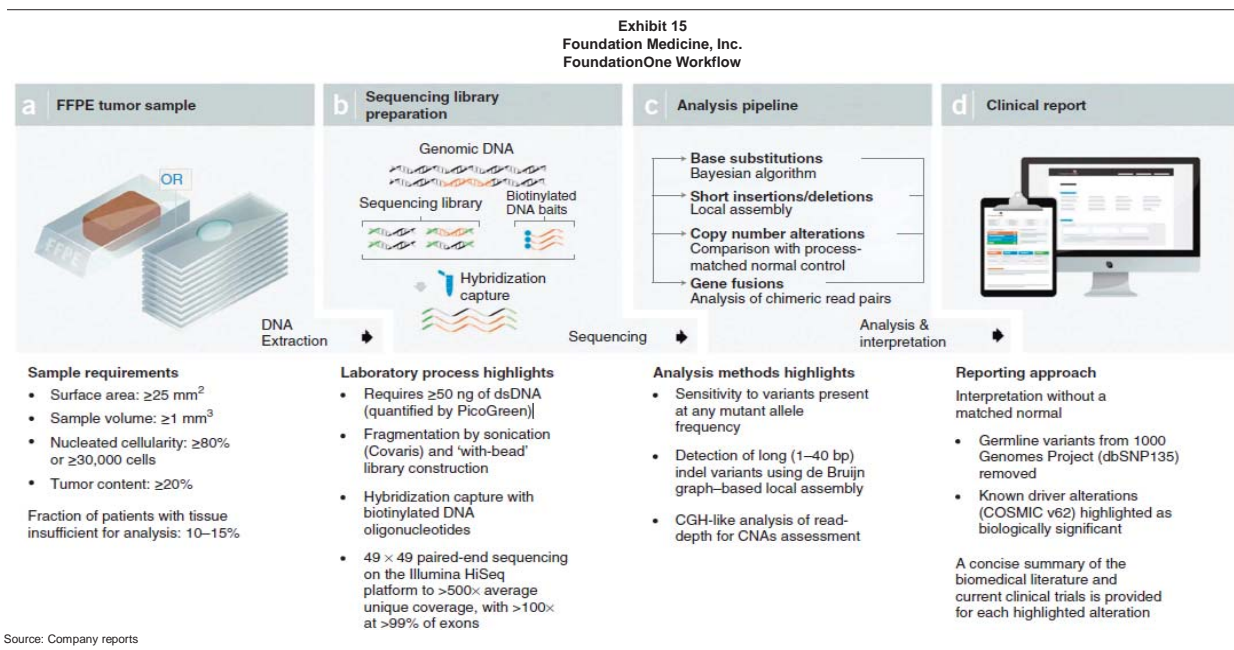 Exhibit 15
Foundation Medicine, Inc.
FoundationOne Workflow
a FFPE tumor sample
OR
FFPE
DNA
Extraction
Sample requirements
• Surface area: ≥25 mm²
• Sample volume: ≥1 mm³
• Nucleated cellularity: ≥80%
or ≥30,000 cells
• Tumor content: ≥20%
Fraction of patients with tissue
insufficient for analysis: 10–15%
b Sequencing library
preparation
Genomic DNA
Sequencing library
Biotinylated
DNA baits
Hybridization
capture
Sequencing
Laboratory process highlights
• Requires ≥50 ng of dsDNA
(quantified by PicoGreen)
• Fragmentation by sonication
(Covaris) and ‘with-bead’
library construction
• Hybridization capture with
biotinylated DNA
oligonucleotides
• 49 × 49 paired-end sequencing
on the Illumina HiSeq
platform to >500× average
unique coverage, with >100×
at >99% of exons
c Analysis pipeline
Base substitutions
Bayesian algorithm
Short insertions/deletions
Local assembly
Copy number alterations
Comparison with process-
matched normal control
Gene fusions
Analysis of chimeric read pairs
Analysis &
interpretation
Analysis methods highlights
• Sensitivity to variants present
at any mutant allele
frequency
• Detection of long (1–40 bp)
indel variants using de Bruijn
graph–based local assembly
• CGH-like analysis of read-
depth for CNAs assessment
d Clinical report
Reporting approach
Interpretation without a
matched normal
• Germline variants from 1000
Genomes Project (dbSNP135)
removed
• Known driver alterations
(COSMIC v62) highlighted as
biologically significant
A concise summary of the
biomedical literature and
current clinical trials is provided
for each highlighted alteration
Source: Company reports